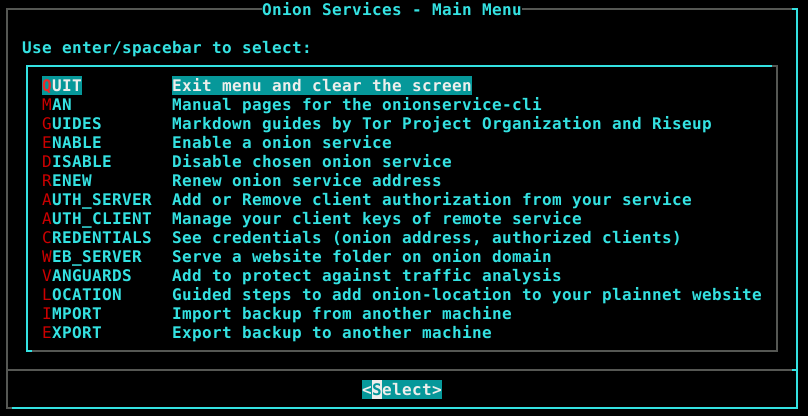 Onion Services - Main Menu
Use enter/spacebar to select:
QUIT Exit menu and clear the screen
MAN Manual pages for the onionservice-cli
GUIDES Markdown guides by Tor Project Organization and Riseup
ENABLE Enable a onion service
DISABLE Disable chosen onion service
RENEW Renew onion service address
AUTH_SERVER Add or Remove client authorization from your service
AUTH_CLIENT Manage your client keys of remote service
CREDENTIALS See credentials (onion address, authorized clients)
WEB_SERVER Serve a website folder on onion domain
VANGUARDS Add to protect against traffic analysis
LOCATION Guided steps to add onion-location to your plainnet website
IMPORT Import backup from another machine
EXPORT Export backup to another machine
<Select>